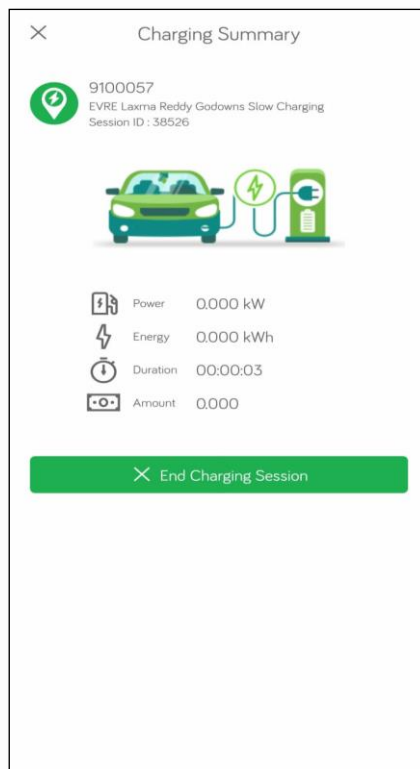 Charging Summary
9100057
EVRE Laxma Reddy Godowns Slow Charging
Session ID : 38526
Power 0.000 kW
Energy 0.000 kWh
Duration 00:00:03
Amount 0.000
End Charging Session